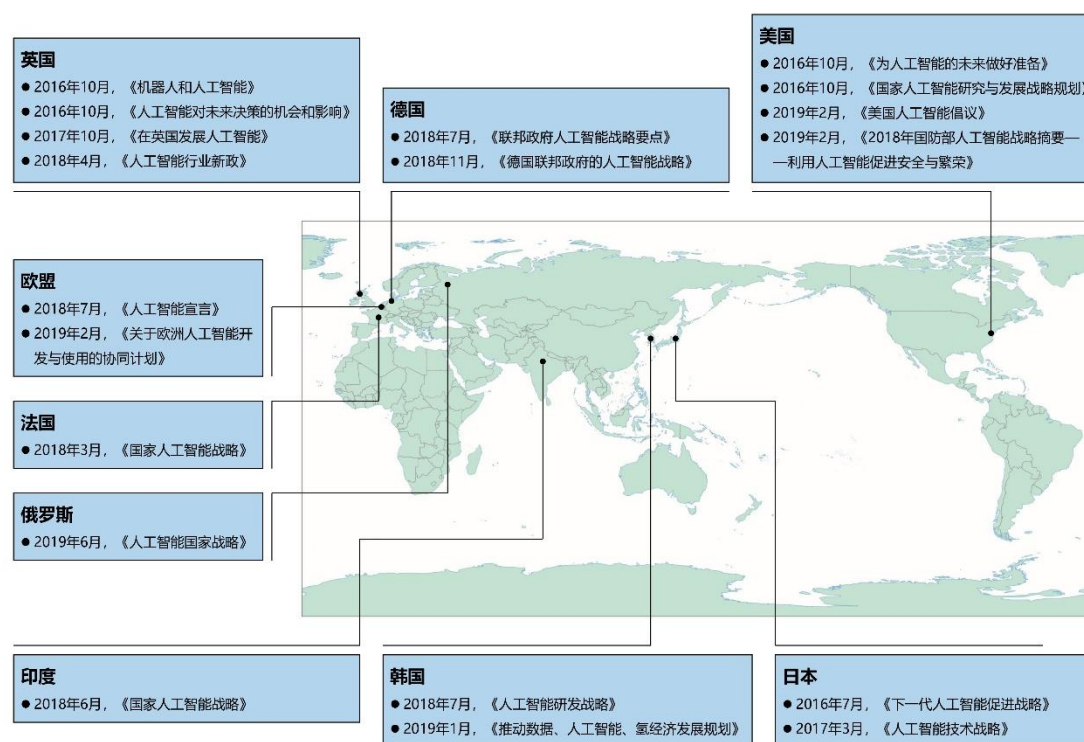 英国
● 2016年10月，《机器人和人工智能》
● 2016年10月，《人工智能对未来决策的机会和影响》
● 2017年10月，《在英国发展人工智能》
● 2018年4月，《人工智能行业新政》
德国
● 2018年7月，《联邦政府人工智能战略要点》
● 2018年11月，《德国联邦政府的人工智能战略》
美国
● 2016年10月，《为人工智能的未来做好准备》
● 2016年10月，《国家人工智能研究与发展战略规划》
● 2019年2月，《美国人工智能倡议》
● 2019年2月，《2018年国防部人工智能战略摘要—
—利用人工智能促进安全与繁荣》
欧盟
● 2018年7月，《人工智能宣言》
● 2019年2月，《关于欧洲人工智能开
发与使用的协同计划》
法国
● 2018年3月，《国家人工智能战略》
俄罗斯
● 2019年6月，《人工智能国家战略》
印度
● 2018年6月，《国家人工智能战略》
韩国
● 2018年7月，《人工智能研发战略》
● 2019年1月，《推动数据、人工智能、氢经济发展规划》
日本
● 2016年7月，《下一代人工智能促进战略》
● 2017年3月，《人工智能技术战略》